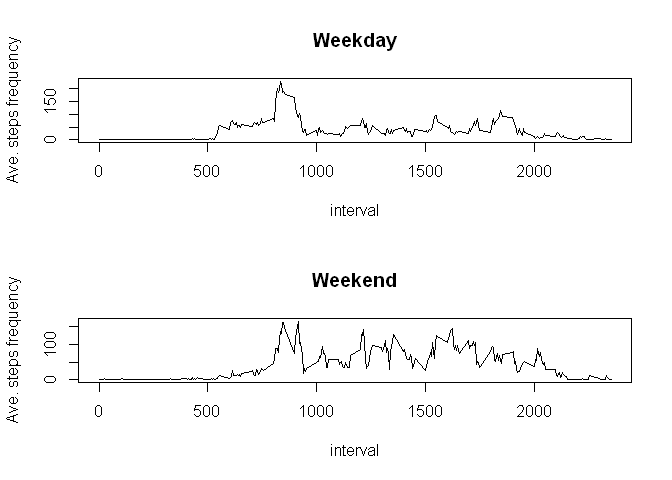 Weekday
Ave. steps frequency
150
0
0 500 1000 1500 2000
interval
Weekend
Ave. steps frequency
100
0
0 500 1000 1500 2000
interval